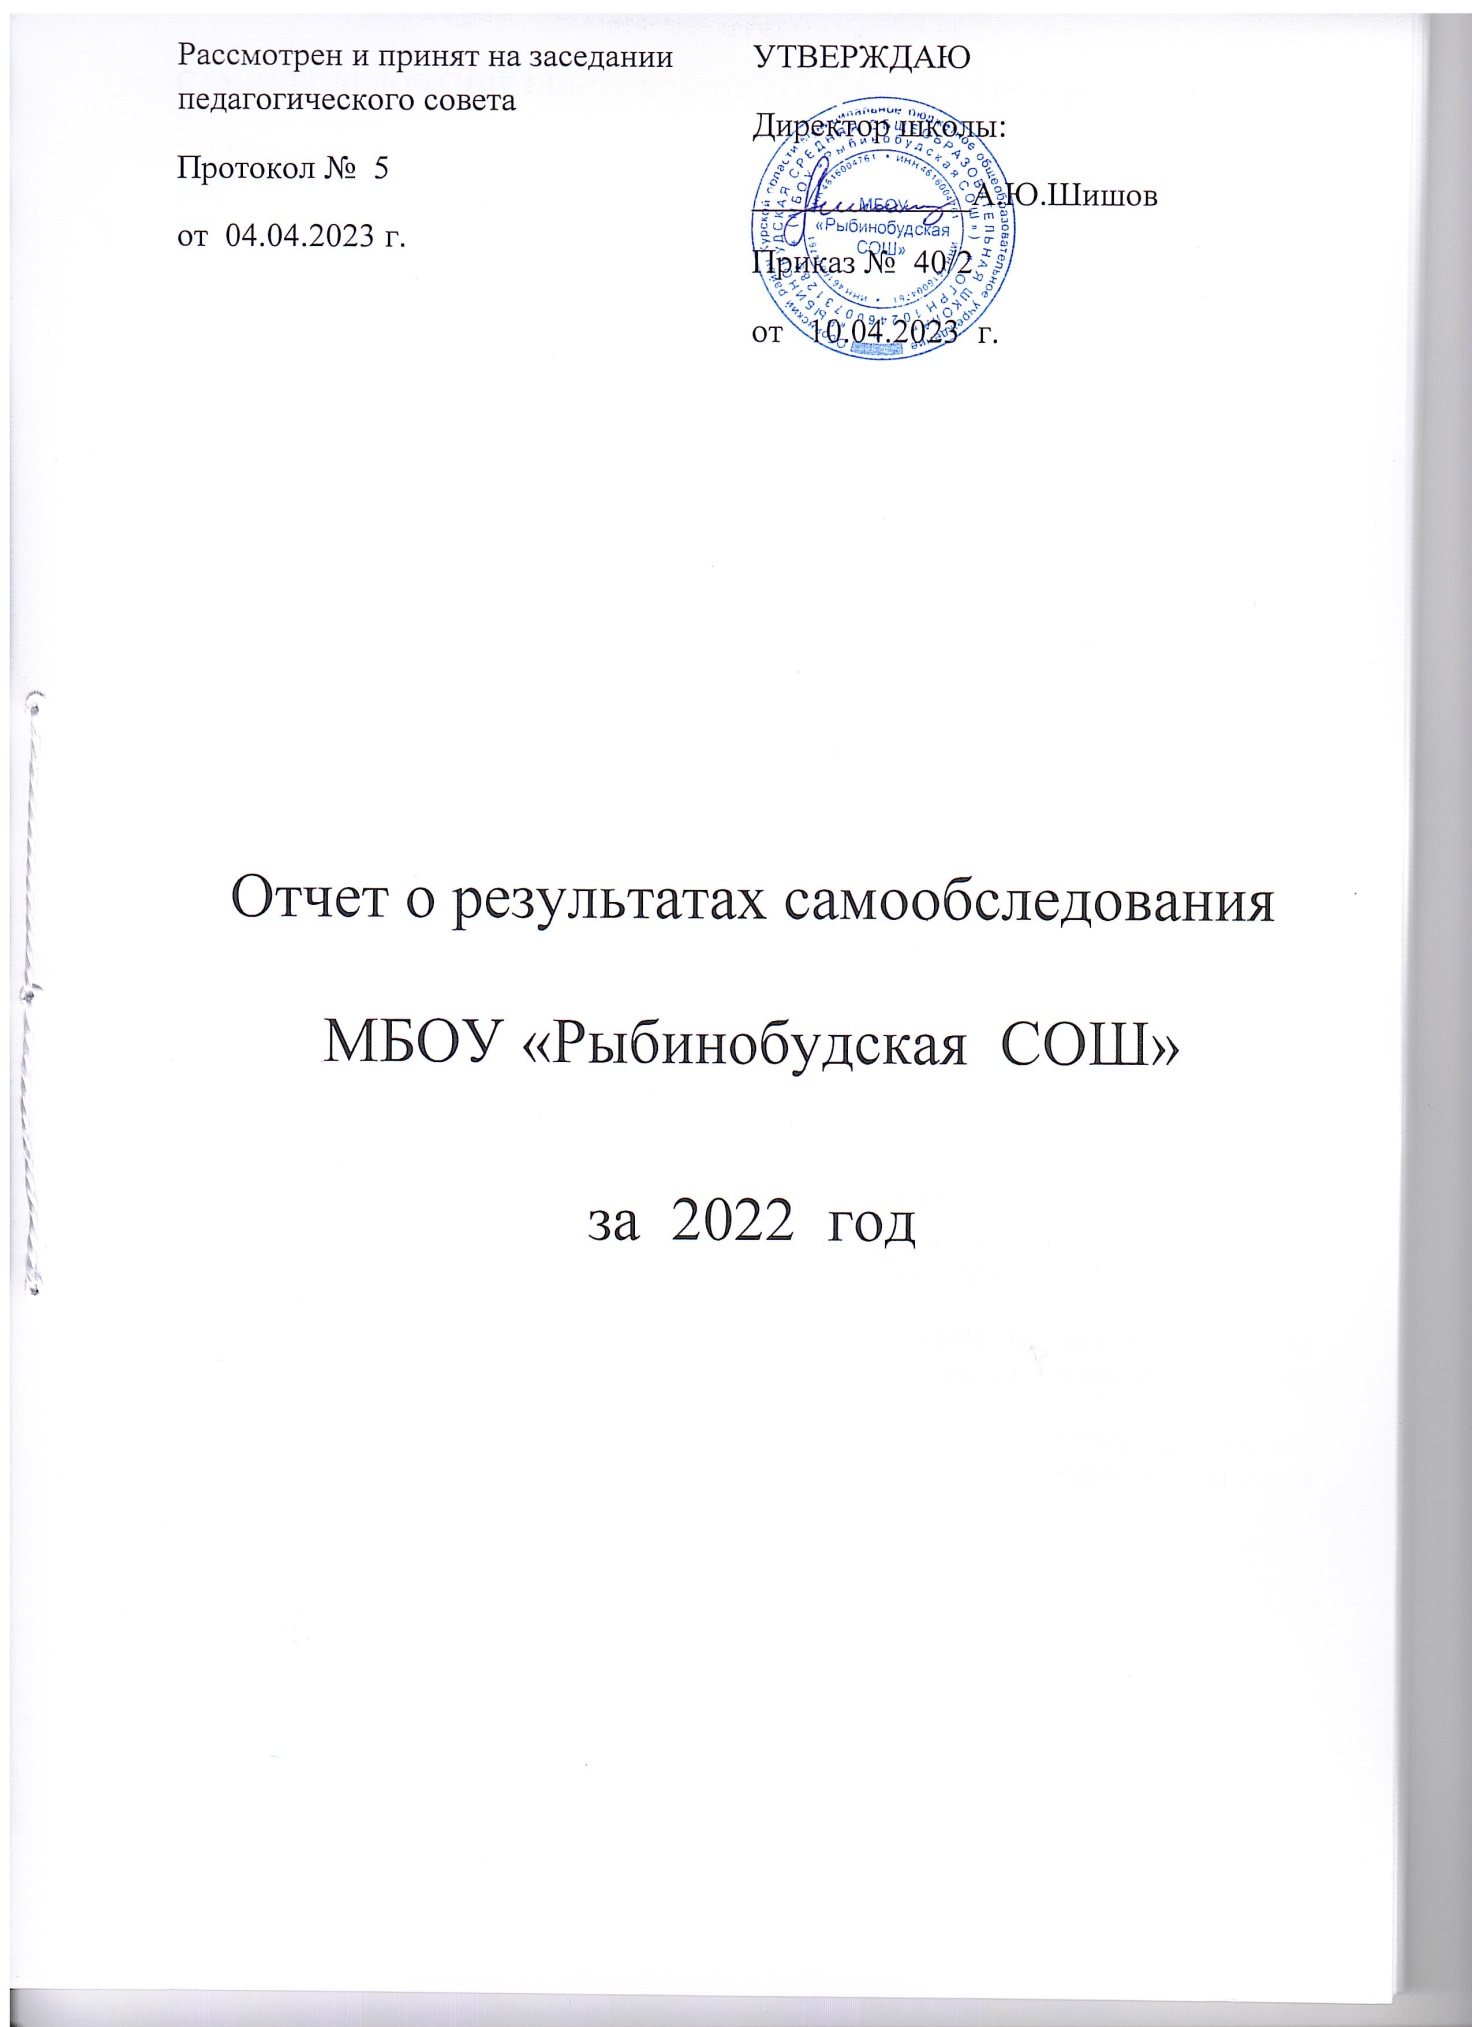 Рассмотрен и принят на заседании
педагогического совета
Протокол № 5
от 04.04.2023 г.
УТВЕРЖДАЮ
Директор школы:
А.Ю.Шишов
Приказ № 40/2
от 10.04.2023 г.
МБОУ
«Рыбинобудская
СОШ»
Отчет о результатах самообследования
МБОУ «Рыбинобудская СОШ»
за 2022 год